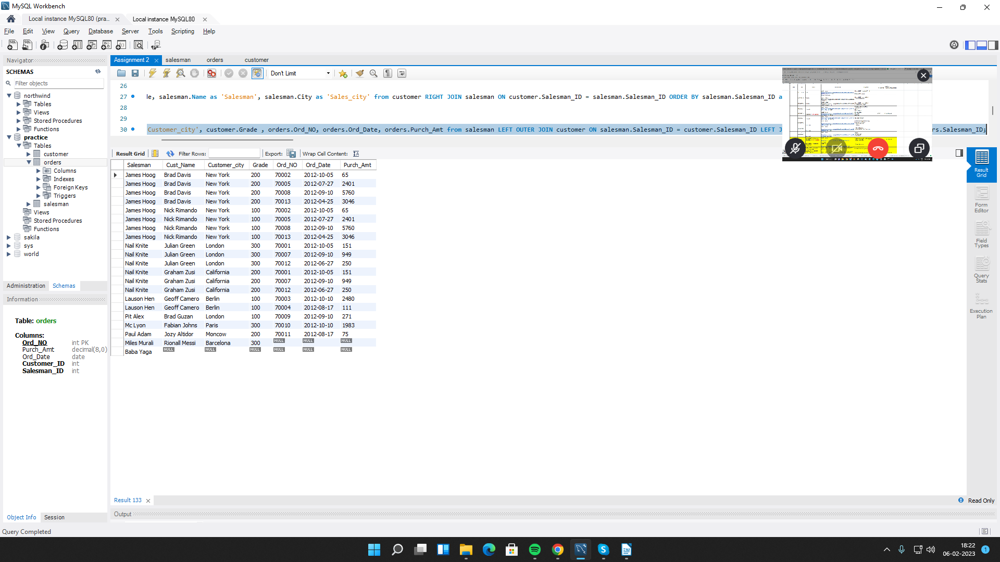 MySQL Workbench
Local instance MySQL80 (pra... Local instance MySQL80
File Edit View Query Database Server Tools Scripting Help
Navigator
SCHEMAS
Filter objects
northwind
Tables
Views
Stored Procedures
Functions
practice
Tables
customer
orders
Columns
Indexes
Foreign Keys
Triggers
salesman
Views
Stored Procedures
Functions
sakila
sys
world
Administration Schemas
Information
Table: orders
Columns:
Ord_NO int PK
Purch_Amt decimal(8,0)
Ord_Date date
Customer_ID int
Salesman_ID int
Object Info Session
Query Completed
Assignment 2 salesman orders customer
Don't Limit
26
27 le, salesman.Name as 'Salesman', salesman.City as 'Sales_city' from customer RIGHT JOIN salesman ON customer.Salesman_ID = salesman.Salesman_ID ORDER BY salesman.Salesman_ID a
28
29
30 Customer_city', customer.Grade , orders.Ord_NO, orders.Ord_Date, orders.Purch_Amt from salesman LEFT OUTER JOIN customer ON salesman.Salesman_ID = customer.Salesman_ID LEFT J rs.Salesman_ID;
Result Grid Filter Rows: Export: Wrap Cell Content:
Salesman Cust_Name Customer_city Grade Ord_NO Ord_Date Purch_Amt
James Hoog Brad Davis New York 200 70002 2012-10-05 65
James Hoog Brad Davis New York 200 70005 2012-07-27 2401
James Hoog Brad Davis New York 200 70008 2012-09-10 5760
James Hoog Brad Davis New York 200 70013 2012-04-25 3046
James Hoog Nick Rimando New York 100 70002 2012-10-05 65
James Hoog Nick Rimando New York 100 70005 2012-07-27 2401
James Hoog Nick Rimando New York 100 70008 2012-09-10 5760
James Hoog Nick Rimando New York 100 70013 2012-04-25 3046
Nail Knite Julian Green London 300 70001 2012-10-05 151
Nail Knite Julian Green London 300 70007 2012-09-10 949
Nail Knite Julian Green London 300 70012 2012-06-27 250
Nail Knite Graham Zusi California 200 70001 2012-10-05 151
Nail Knite Graham Zusi California 200 70007 2012-09-10 949
Nail Knite Graham Zusi California 200 70012 2012-06-27 250
Lauson Hen Geoff Camero Berlin 100 70003 2012-10-10 2480
Lauson Hen Geoff Camero Berlin 100 70004 2012-08-17 111
Pit Alex Brad Guzan London 100 70009 2012-09-10 271
Mc Lyon Fabian Johns Paris 300 70010 2012-10-10 1983
Paul Adam Jozy Altidor Moncow 200 70011 2012-08-17 75
Miles Murali Rionall Messi Barcelona 300 NULL NULL NULL
Baba Yaga NULL NULL NULL NULL NULL NULL
Result Grid
Form Editor
Field Types
Query Stats
Execution Plan
Result 133
Read Only
Output
18:22
06-02-2023
1